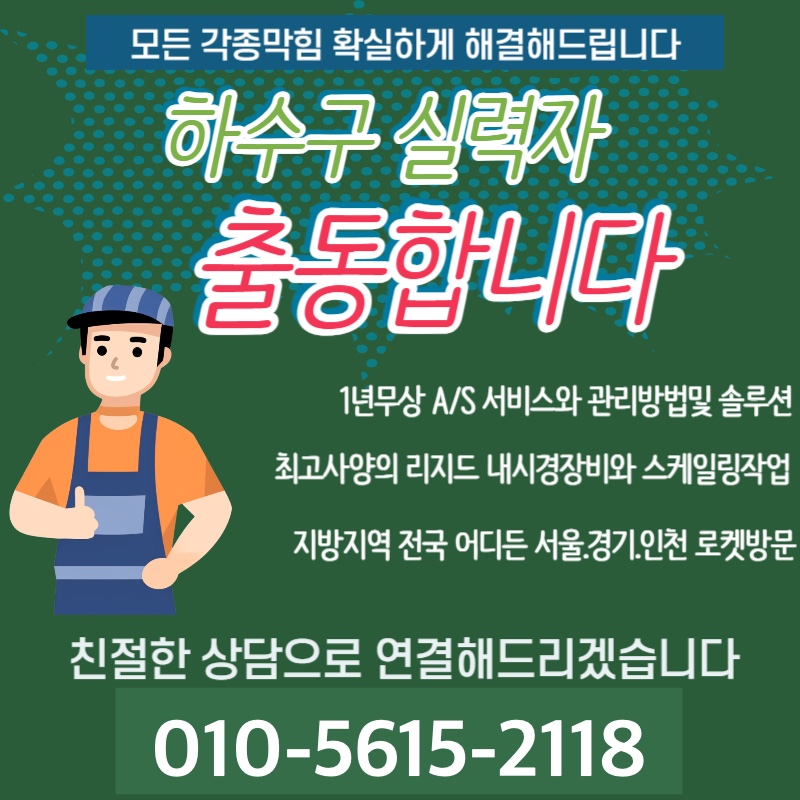 모든 각종막힘 확실하게 해결해드립니다
하수구 실력자
출동합니다
1년무상 A/S 서비스와 관리방법및 솔루션
최고사양의 리지드 내시경장비와 스케일링작업
지방지역 전국 어디든 서울.경기.인천 로켓방문
친절한 상담으로 연결해드리겠습니다
010-5615-2118